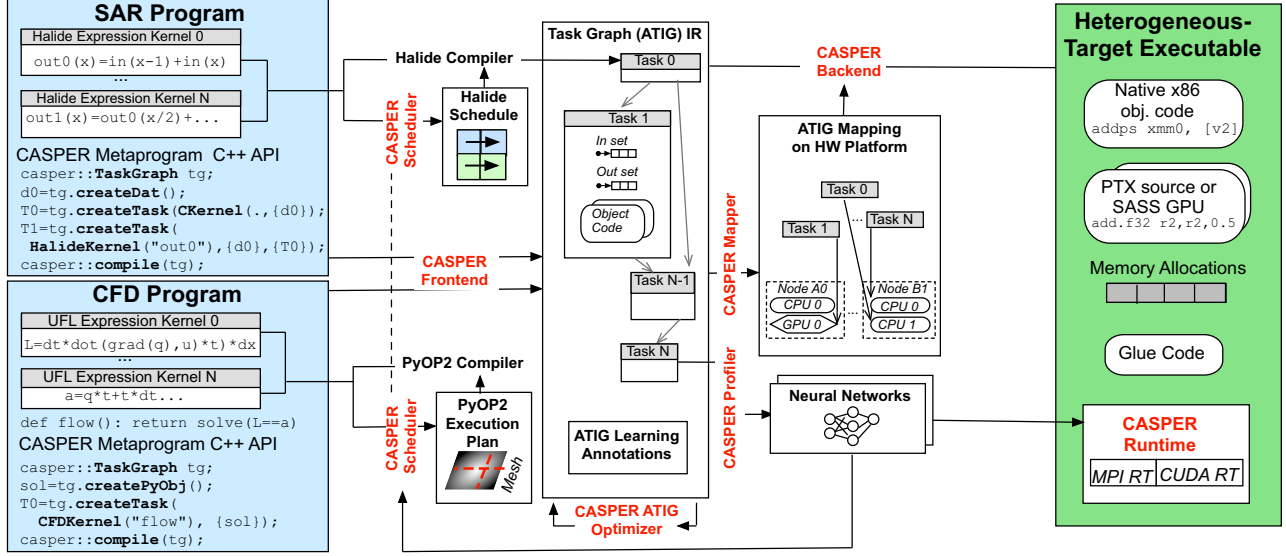 SAR Program
Halide Expression Kernel 0
out0(x)=in(x-1)+in(x)
...
Halide Expression Kernel N
out1(x)=out0(x/2)+...
CASPER Metaprogram C++ API
casper::TaskGraph tg;
d0=tg.createDat();
T0=tg.createTask(CKernel(.,{d0});
T1=tg.createTask(
HalideKernel("out0"),{d0},{T0});
casper::compile(tg);
CFD Program
UFL Expression Kernel 0
L=dt*dot(grad(q),u)*t)*dx
...
UFL Expression Kernel N
a=q*t+t*dt...
def flow(): return solve(L==a)
CASPER Metaprogram C++ API
casper::TaskGraph tg;
sol=tg.createPyObj();
T0=tg.createTask(
CFDKernel("flow"), {sol});
casper::compile(tg);
Halide Compiler
CASPER
Scheduler
Halide
Schedule
CASPER
Frontend
PyOP2 Compiler
CASPER
Scheduler
PyOP2
Execution
Plan
Mesh
Task Graph (ATIG) IR
Task 0
Task 1
In set
Out set
Object
Code
Task N-1
Task N
ATIG Learning
Annotations
CASPER ATIG
Optimizer
CASPER Mapper
CASPER Profiler
CASPER
Backend
ATIG Mapping
on HW Platform
Task 0
...
Task N
Task 1
Node A0
CPU 0
GPU 0
...
Node B1
CPU 0
CPU 1
Neural Networks
Heterogeneous-
Target Executable
Native x86
obj. code
addps xmm0, [v2]
PTX source or
SASS GPU
add.f32 r2,r2,0.5
Memory Allocations
Glue Code
CASPER
Runtime
MPI RT
CUDA RT